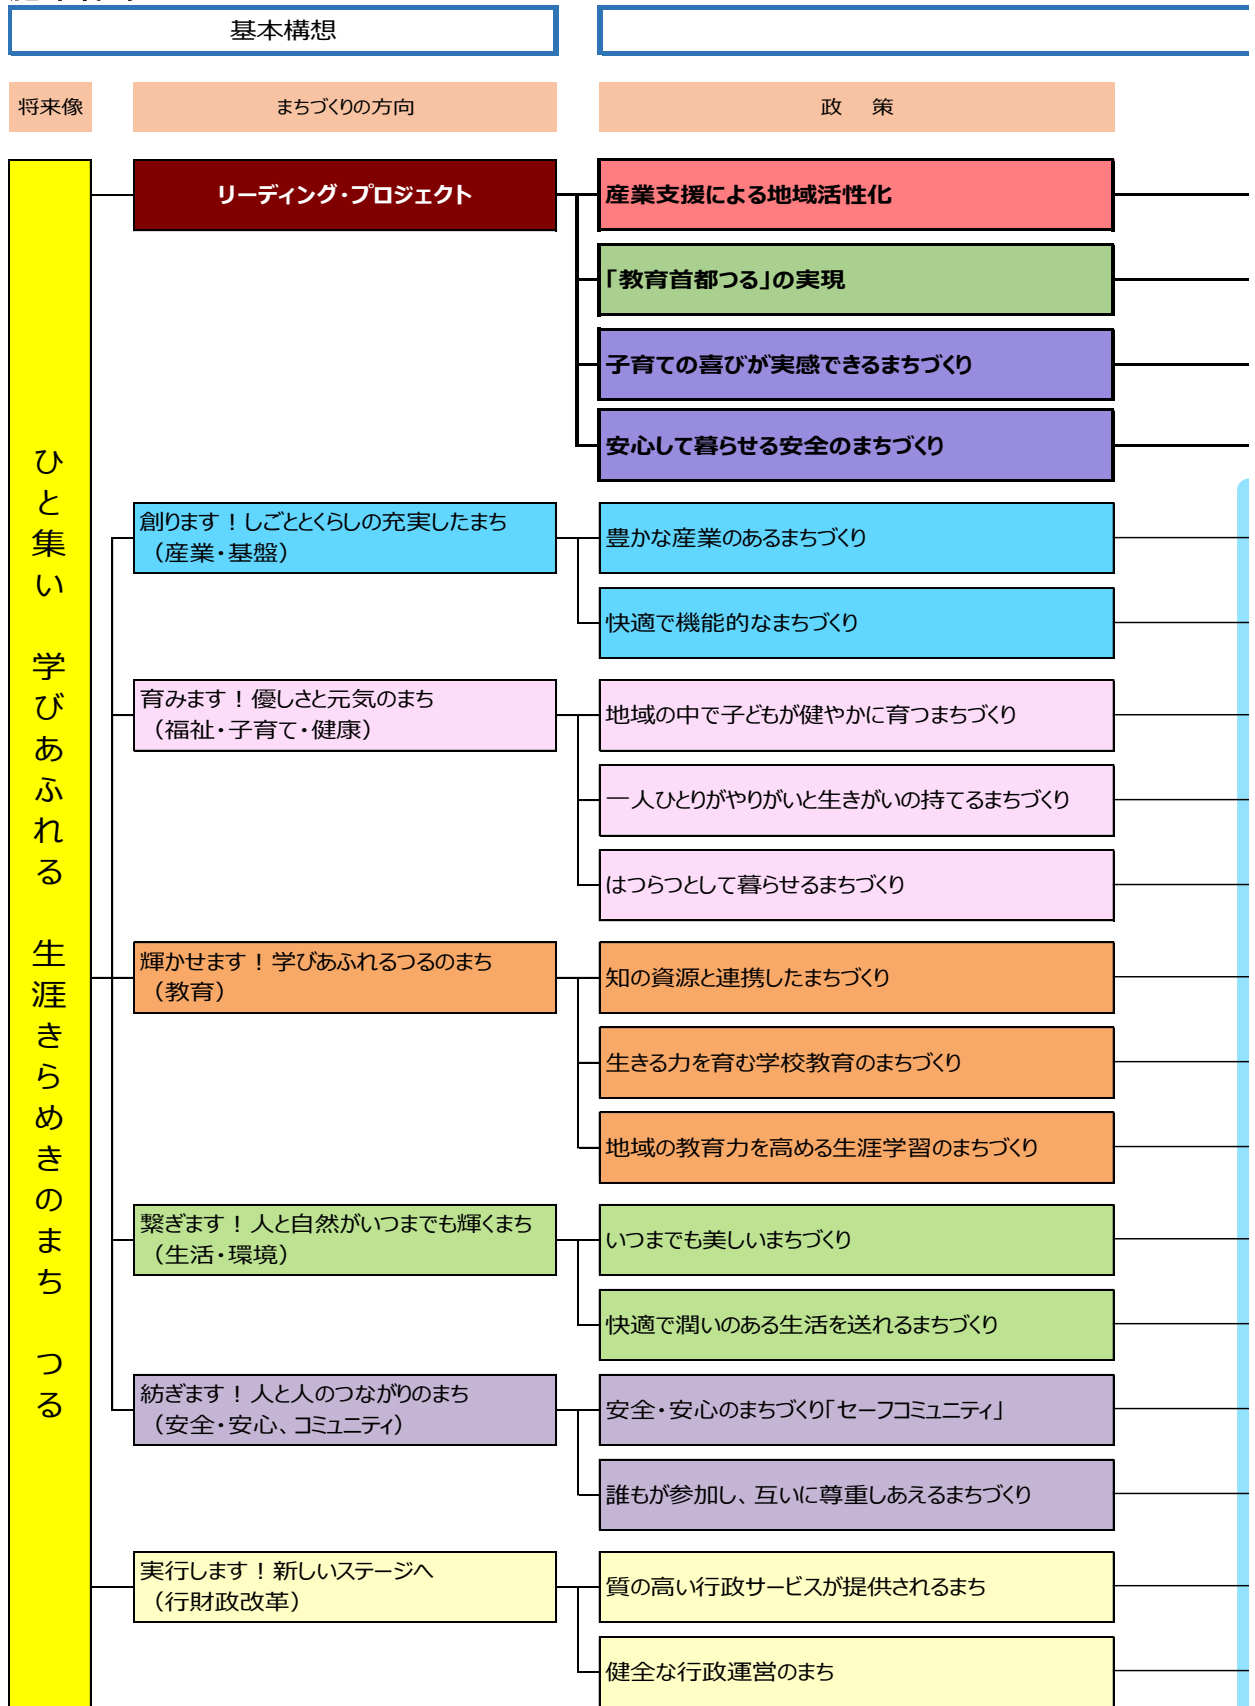 基本構想
将来像
まちづくりの方向
政 策
ひと集い 学びあふれる 生涯きらめきのまち つる
リーディング・プロジェクト
産業支援による地域活性化
「教育首都つる」の実現
子育ての喜びが実感できるまちづくり
安心して暮らせる安全のまちづくり
創ります！しごととくらしの充実したまち
（産業・基盤）
豊かな産業のあるまちづくり
快適で機能的なまちづくり
育みます！優しさと元気のまち
（福祉・子育て・健康）
地域の中で子どもが健やかに育つまちづくり
一人ひとりがやりがいと生きがいの持てるまちづくり
はつらつとして暮らせるまちづくり
輝かせます！学びあふれるつるのまち
（教育）
知の資源と連携したまちづくり
生きる力を育む学校教育のまちづくり
地域の教育力を高める生涯学習のまちづくり
繋ぎます！人と自然がいつまでも輝くまち
（生活・環境）
いつまでも美しいまちづくり
快適で潤いのある生活を送れるまちづくり
紡ぎます！人と人のつながりのまち
（安全・安心、コミュニティ）
安全・安心のまちづくり「セーフコミュニティ」
誰もが参加し、互いに尊重しあえるまちづくり
実行します！新しいステージへ
（行財政改革）
質の高い行政サービスが提供されるまち
健全な行政運営のまち